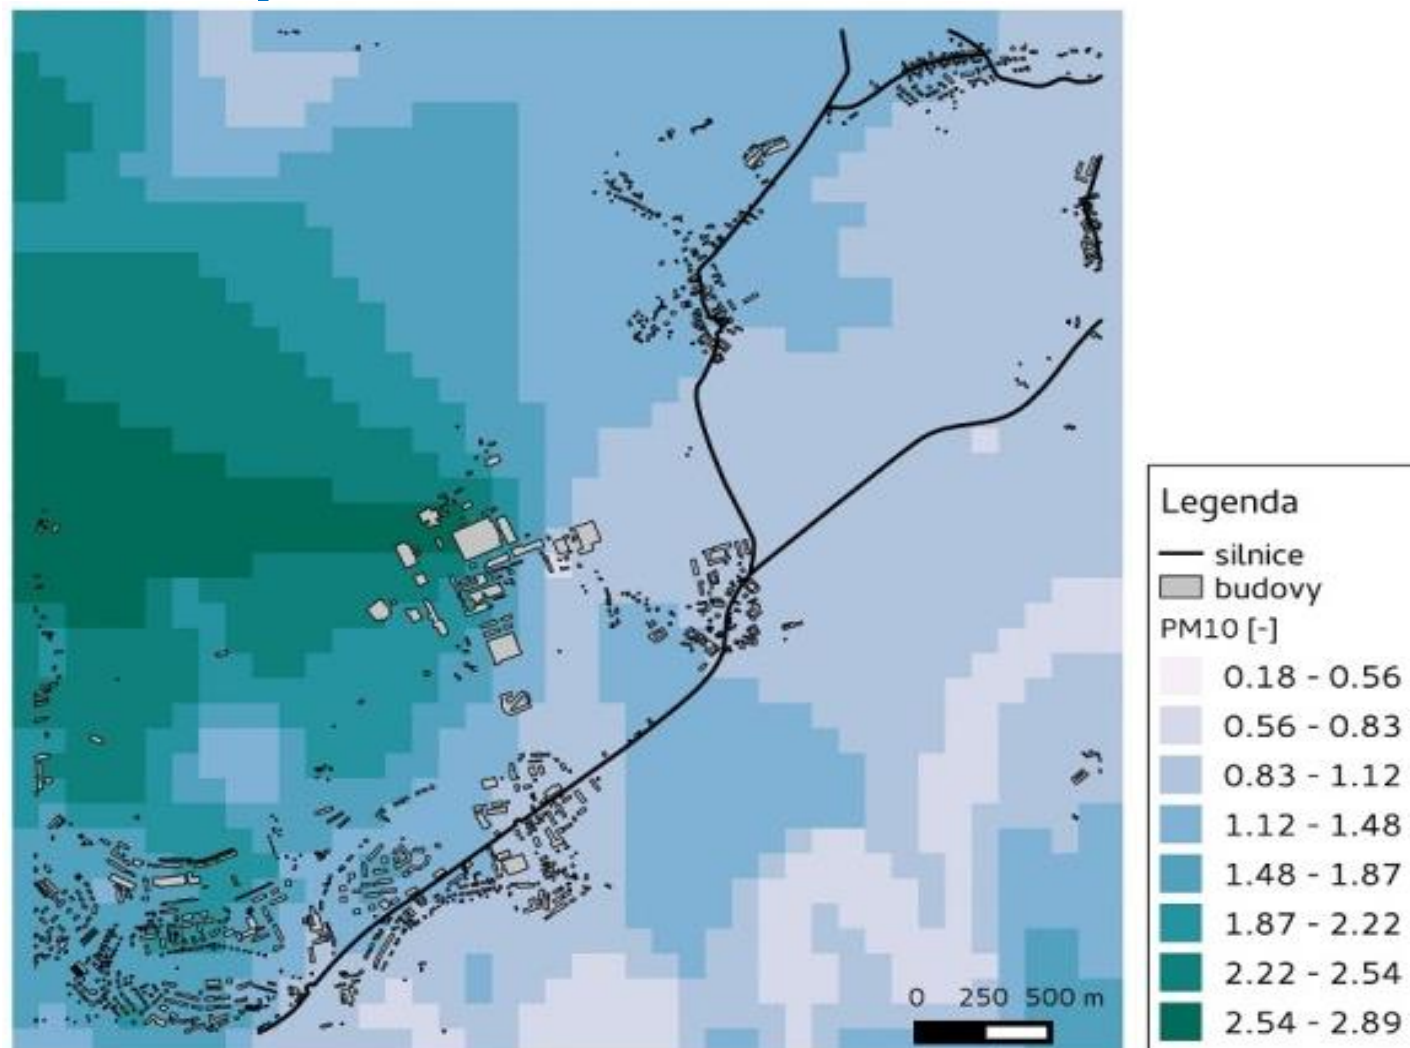 0 250 500 m
Legenda
silnice
budovy
PM10 [-]
0.18 - 0.56
0.56 - 0.83
0.83 - 1.12
1.12 - 1.48
1.48 - 1.87
1.87 - 2.22
2.22 - 2.54
2.54 - 2.89